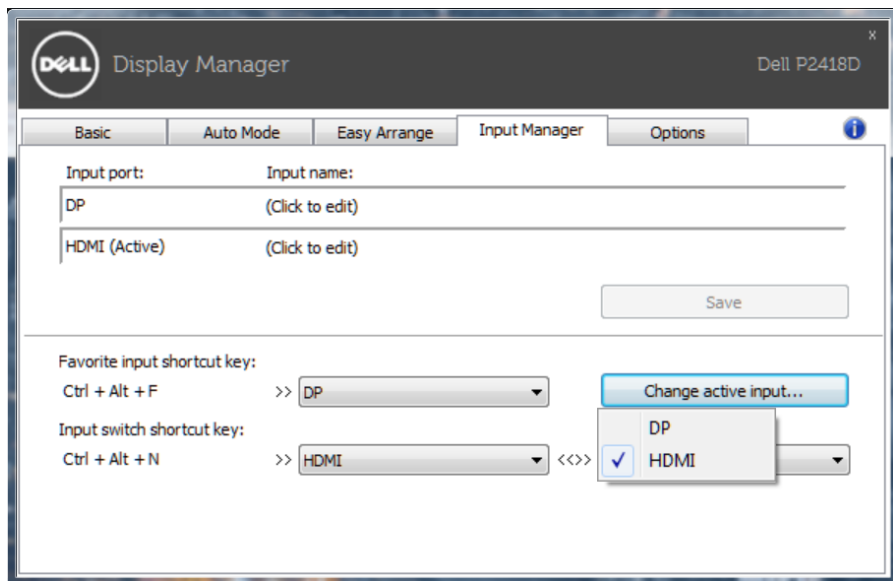 x
DELL Display Manager Dell P2418D
Basic Auto Mode Easy Arrange Input Manager Options i
Input port: Input name:
DP (Click to edit)
HDMI (Active) (Click to edit)
Save
Favorite input shortcut key:
Ctrl + Alt + F >> DP Change active input...
Input switch shortcut key:
DP
Ctrl + Alt + N >> HDMI <<>> HDMI